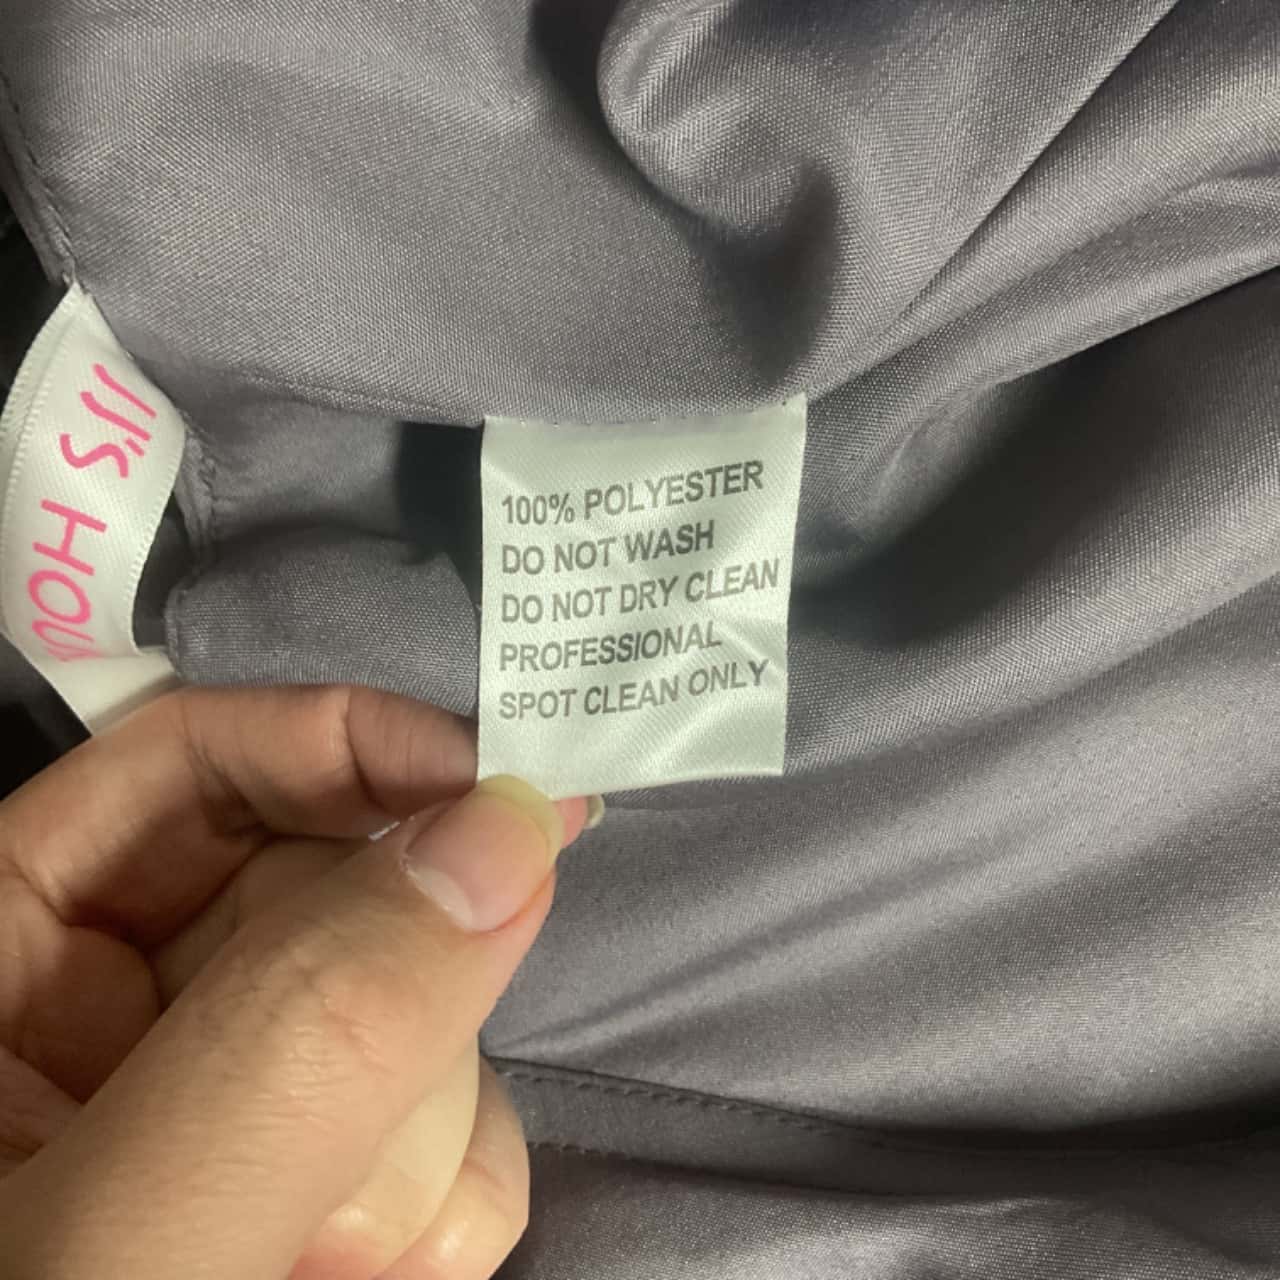 JJ'S HOU
100% POLYESTER
DO NOT WASH
DO NOT DRY CLEAN
PROFESSIONAL
SPOT CLEAN ONLY